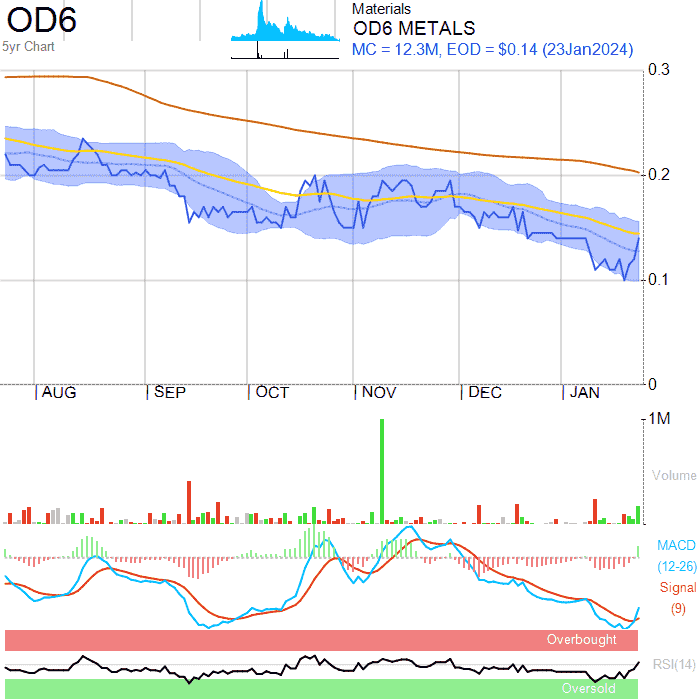 OD6
5yr Chart
Materials
OD6 METALS
MC = 12.3M, EOD = $0.14 (23Jan2024)
0.3
0.2
0.1
0
AUG SEP OCT NOV DEC JAN
1M
Volume
MACD
(12-26)
Signal
(9)
Overbought
RSI(14)
Oversold